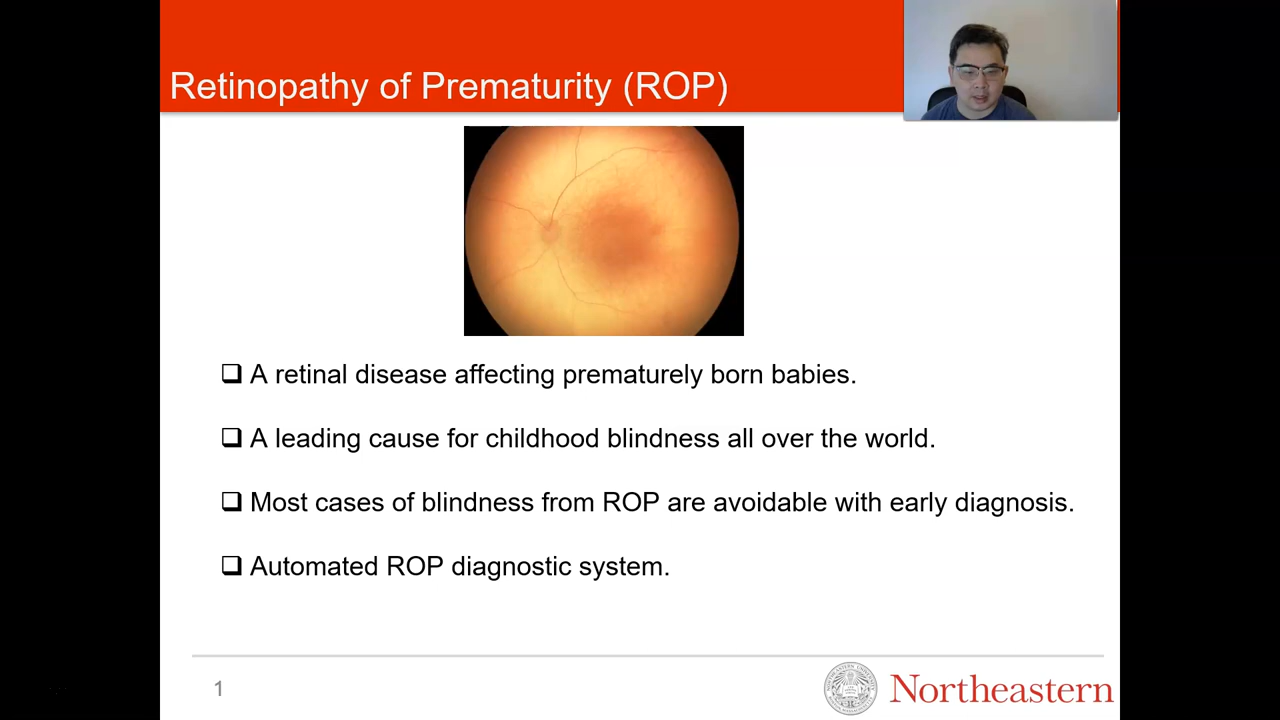 Retinopathy of Prematurity (ROP)
A retinal disease affecting prematurely born babies.
A leading cause for childhood blindness all over the world.
Most cases of blindness from ROP are avoidable with early diagnosis.
Automated ROP diagnostic system.
1
Northeastern